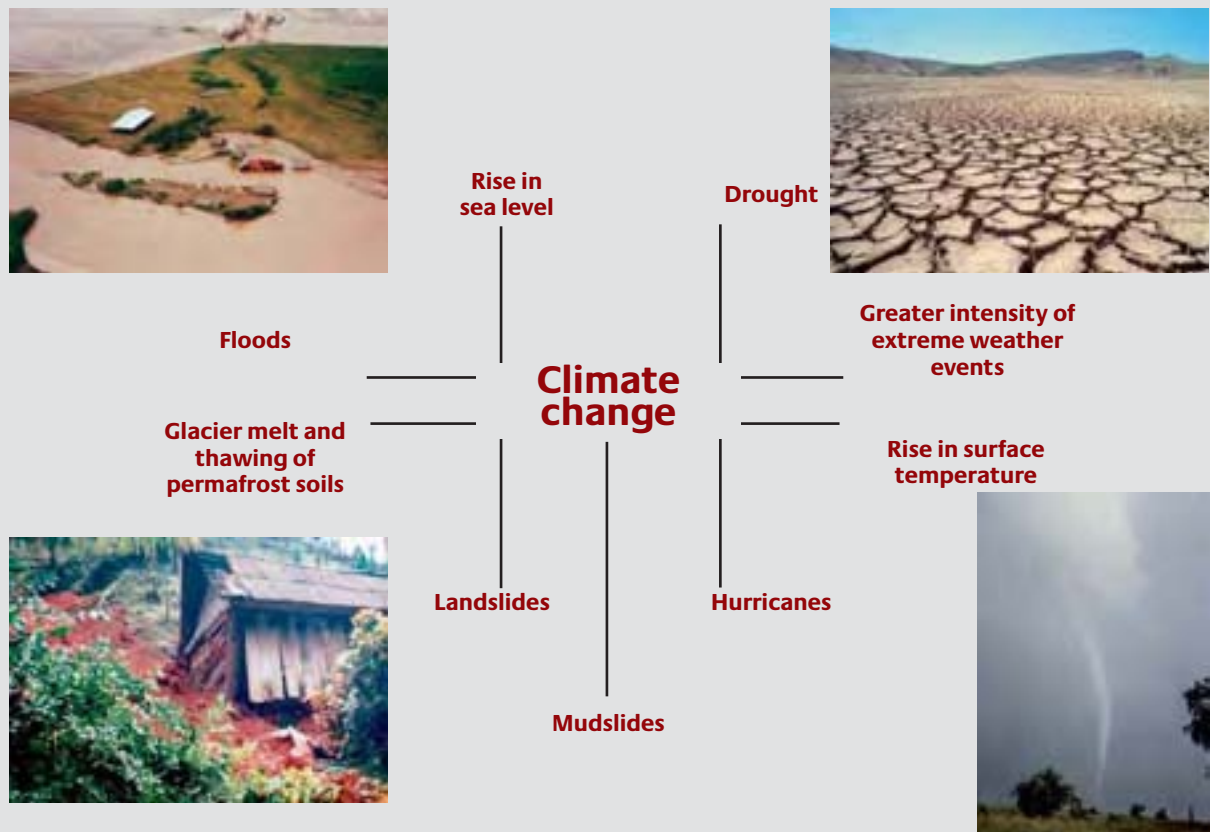 Rise in
sea level
Drought
Floods
Greater intensity of
extreme weather
events
Climate
change
Glacier melt and
thawing of
permafrost soils
Rise in surface
temperature
Landslides
Hurricanes
Mudslides